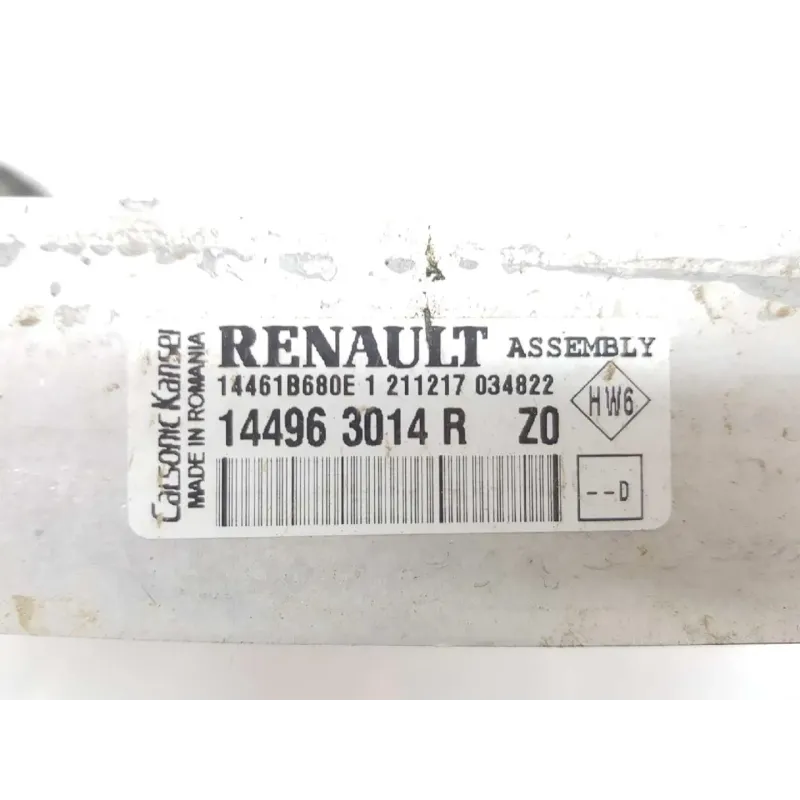 Calsonic Kansei
MADE IN ROMANIA
RENAULT ASSEMBLY
14461B680E 1 211217 034822
14496 3014 R Z0
HW6
--D